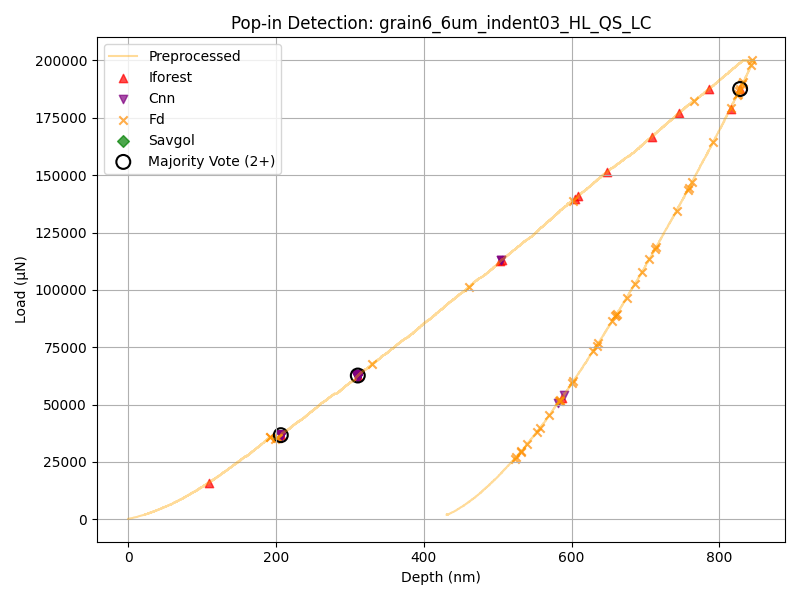 Pop-in Detection: grain6_6um_indent03_HL_QS_LC
Preprocessed
Iforest
Cnn
Fd
Savgol
Majority Vote (2+)
200000
175000
150000
125000
100000
75000
50000
25000
0
Load (µN)
0 200 400 600 800
Depth (nm)